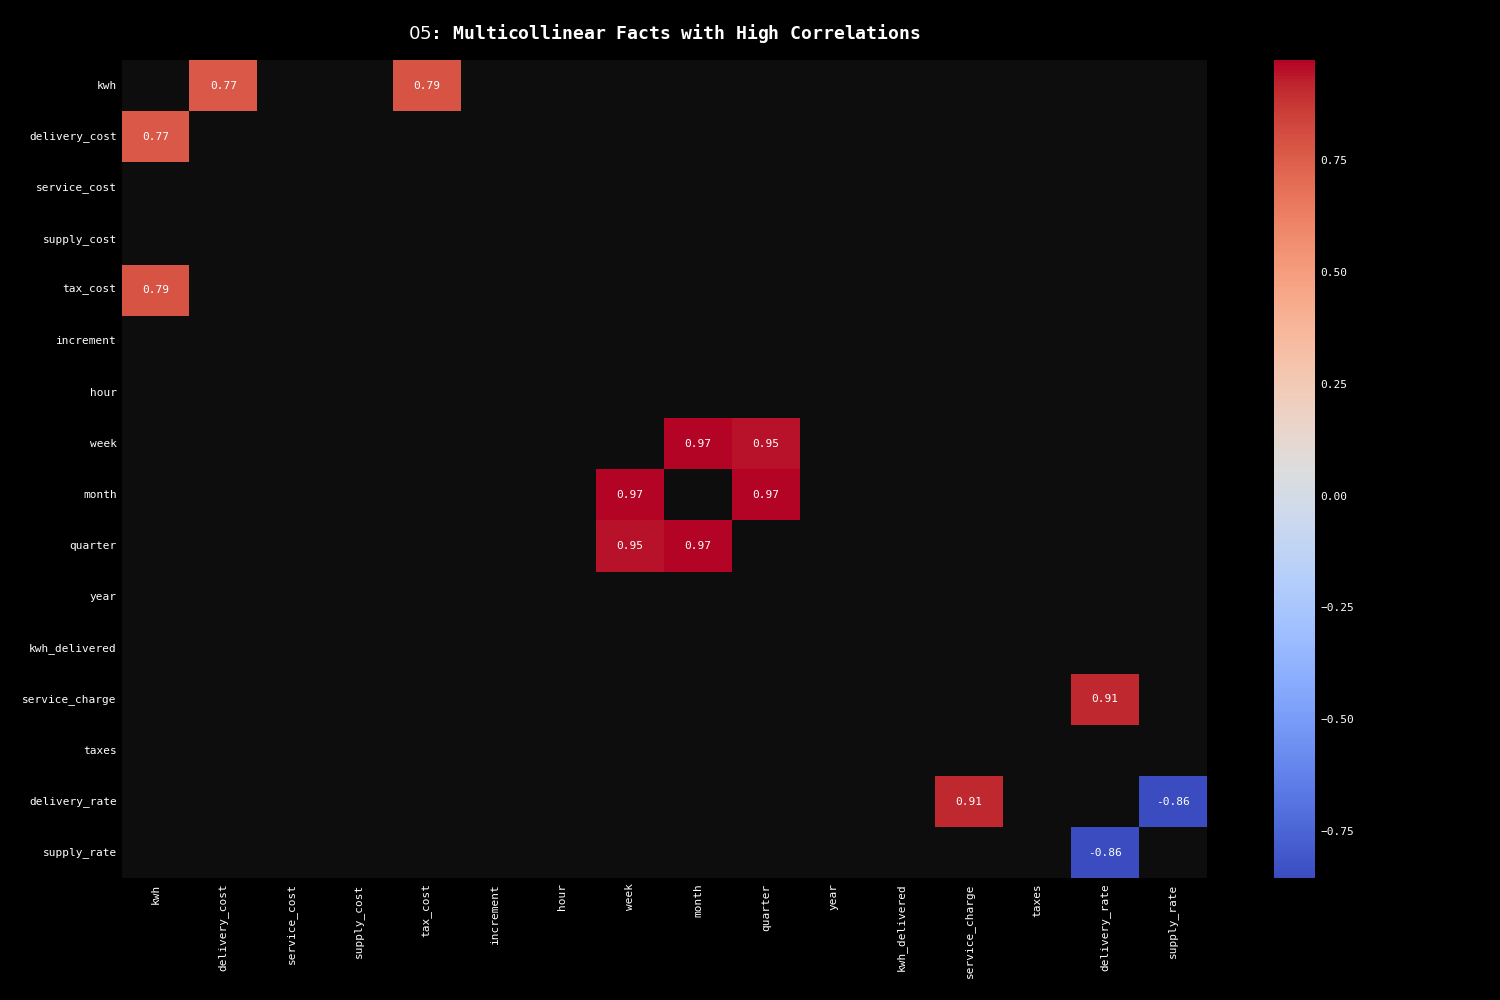 O5: Multicollinear Facts with High Correlations
kwh 0.77 0.79
delivery_cost 0.77
service_cost
supply_cost
tax_cost 0.79
increment
hour
week 0.97 0.95
month 0.97 0.97
quarter 0.95 0.97
year
kwh_delivered
service_charge 0.91
taxes
delivery_rate 0.91 -0.86
supply_rate -0.86
kwh
delivery_cost
service_cost
supply_cost
tax_cost
increment
hour
week
month
quarter
year
kwh_delivered
service_charge
taxes
delivery_rate
supply_rate
0.75
0.50
0.25
0.00
−0.25
−0.50
−0.75